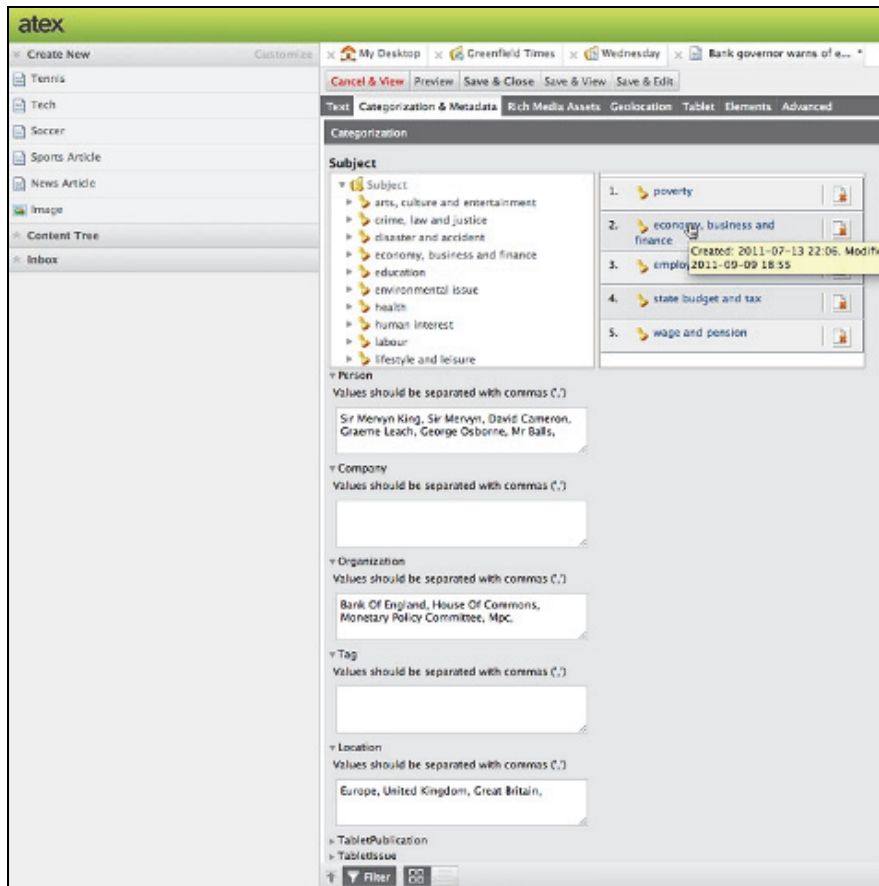 atex
Create New Customize
Tennis
Tech
Soccer
Sports Article
News Article
Image
Content Tree
Inbox
My Desktop
Greenfield Times
Wednesday
Bank governor warns of e... *
Cancel & View Preview Save & Close Save & View Save & Edit
Text Categorization & Metadata Rich Media Assets Geolocation Tablet Elements Advanced
Categorization
Subject
Subject
arts, culture and entertainment
crime, law and justice
disaster and accident
economy, business and finance
education
environmental issue
health
human interest
labour
lifestyle and leisure
1. poverty
2. economy, business and
finance
Created: 2011-07-13 22:06. Modifi
2011-09-09 18:55
3. emplo
4. state budget and tax
5. wage and pension
Person
Values should be separated with commas (',')
Sir Mervyn King, Sir Mervyn, David Cameron,
Graeme Leach, George Osborne, Mr Balls,
Company
Values should be separated with commas (',')
Organization
Values should be separated with commas (',')
Bank Of England, House Of Commons,
Monetary Policy Committee, Mpc,
Tag
Values should be separated with commas (',')
Location
Values should be separated with commas (',')
Europe, United Kingdom, Great Britain,
TabletPublication
TabletIssue
Filter